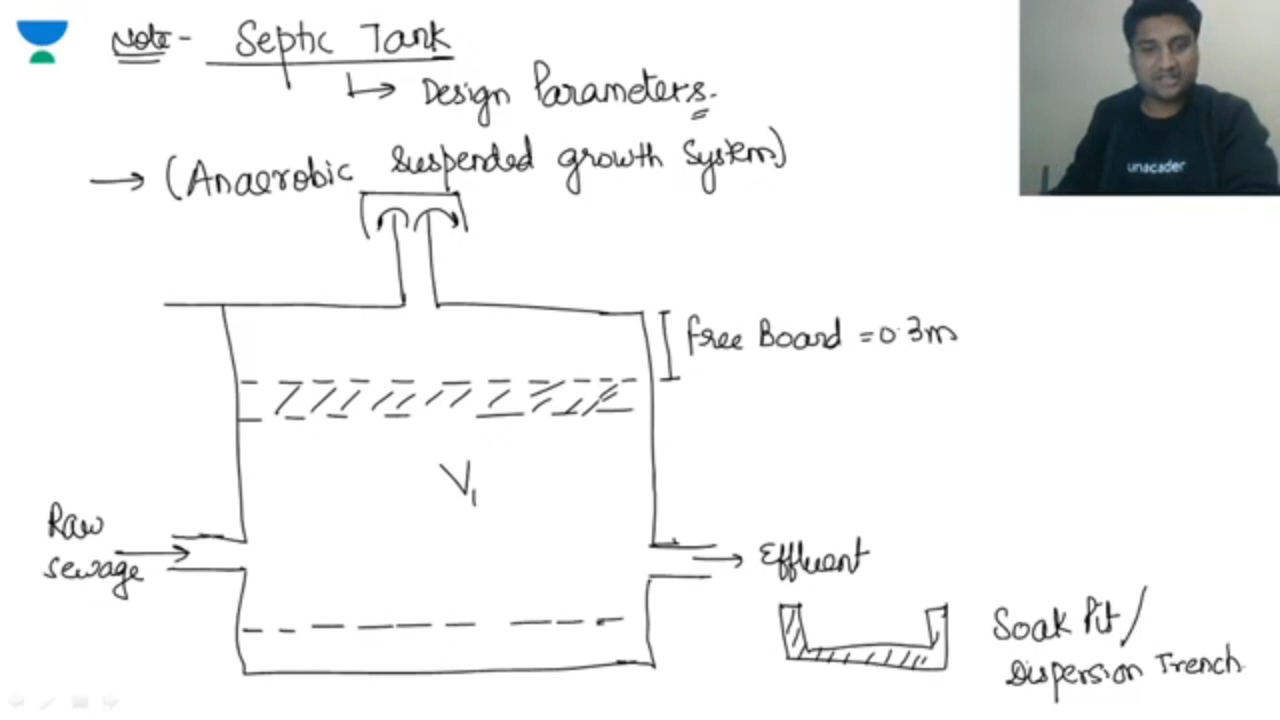 Note - Septic Tank
→ Design Parameters.
→ (Anaerobic suspended growth System)
free Board = 0.3m
V1
Raw
sewage
→ Effluent
Soak Pit /
Dispersion Trench
unacader